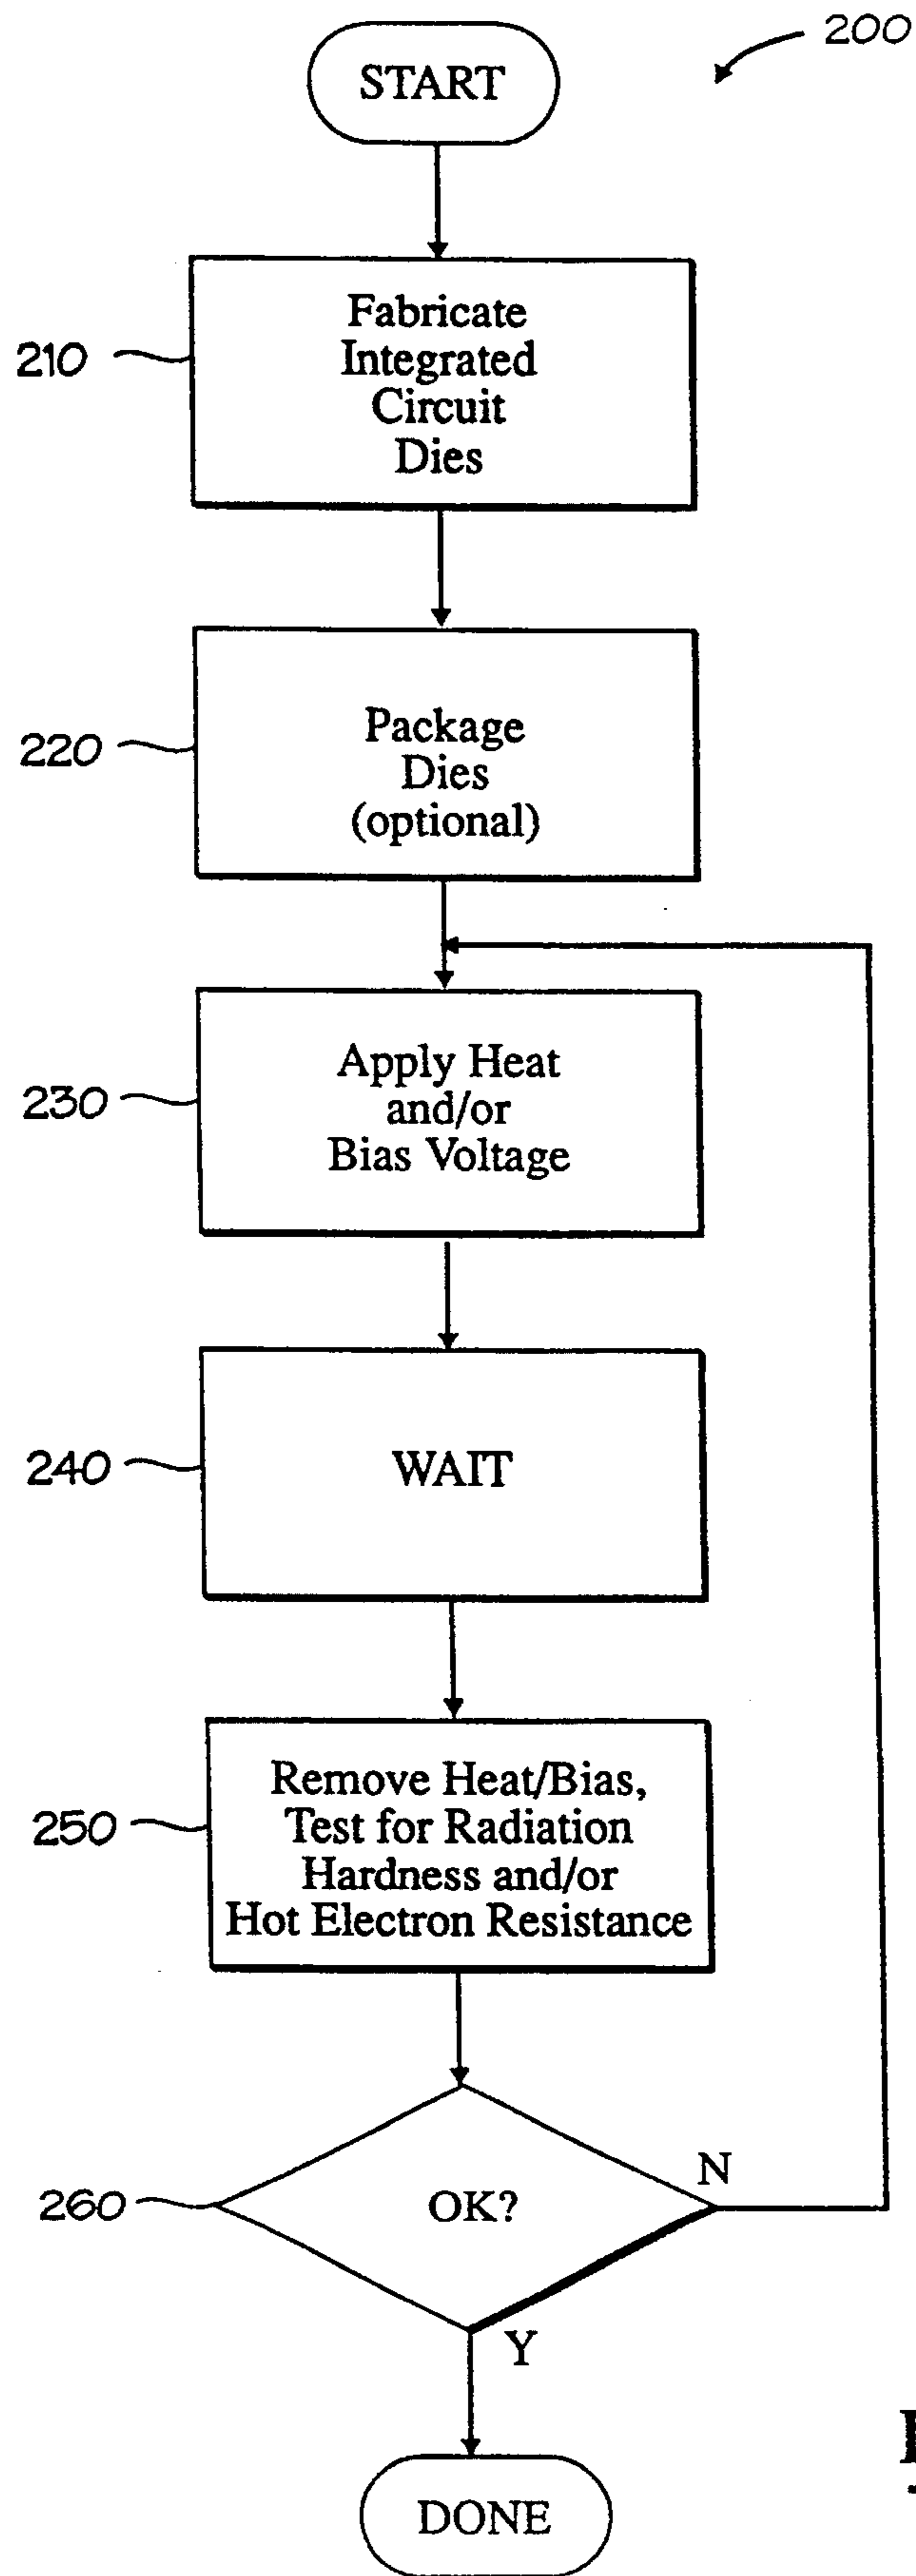 200
START
210
Fabricate
Integrated
Circuit
Dies
220
Package
Dies
(optional)
230
Apply Heat
and/or
Bias Voltage
240
WAIT
250
Remove Heat/Bias,
Test for Radiation
Hardness and/or
Hot Electron Resistance
260
OK?
N
Y
DONE